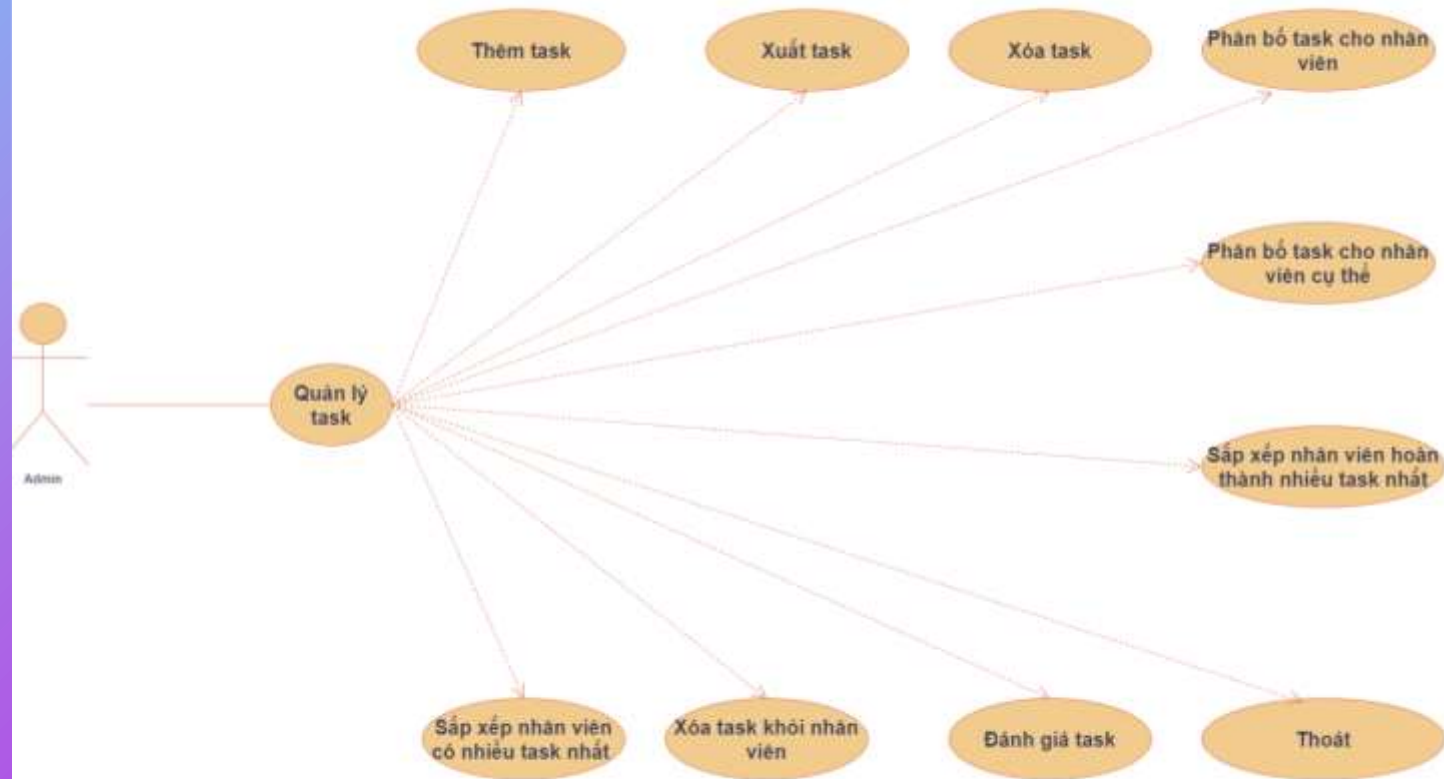 Thêm task
Xuất task
Xóa task
Phân bổ task cho nhân
viên
Phân bổ task cho nhân
viên cụ thể
Quản lý
task
Admin
Sắp xếp nhân viên hoàn
thành nhiều task nhất
Sắp xếp nhân viên
có nhiều task nhất
Xóa task khỏi nhân
viên
Đánh giá task
Thoát